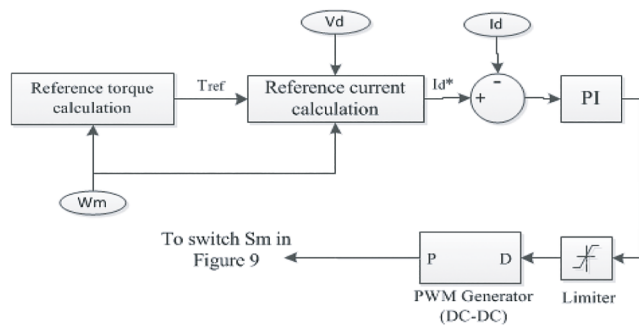 Vd
Id
Reference torque
calculation
Tref
Reference current
calculation
Id*
-
+
PI
Wm
To switch Sm in
Figure 9
P
D
PWM Generator
(DC-DC)
Limiter